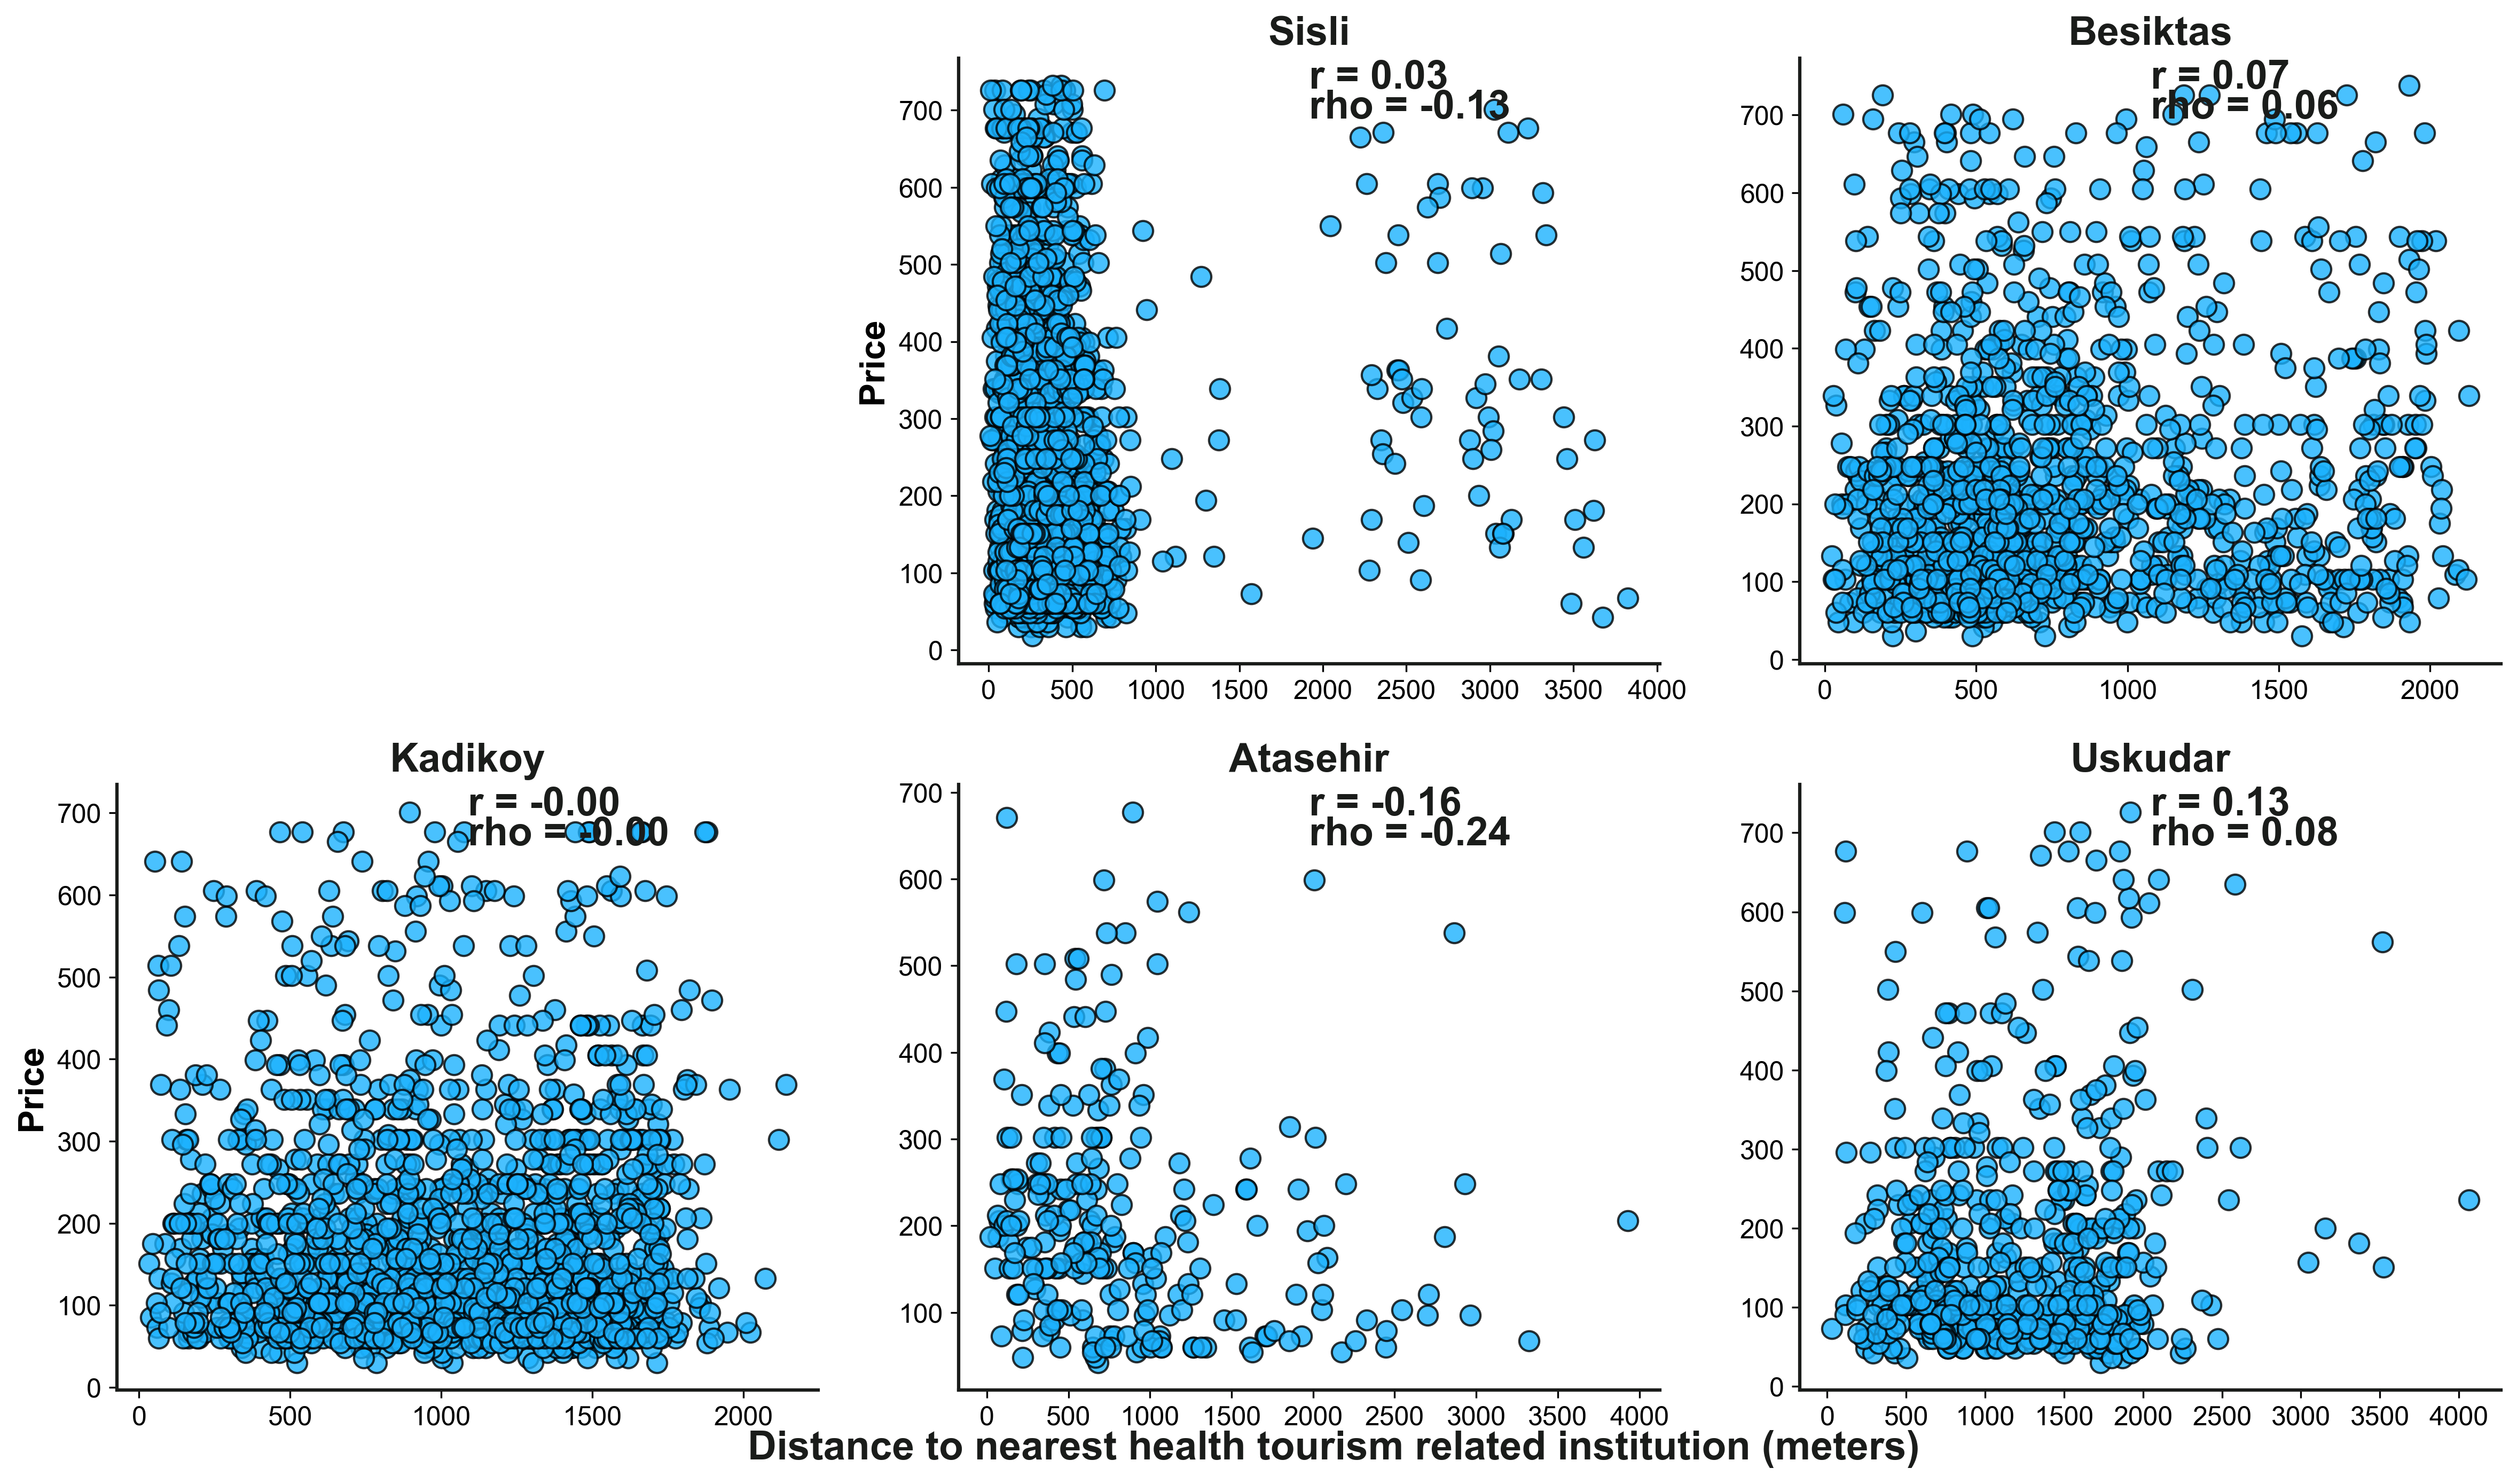 Sisli
r = 0.03
rho = -0.13
Price
700
600
500
400
300
200
100
0
0 500 1000 1500 2000 2500 3000 3500 4000
Besiktas
r = 0.07
rho = 0.06
700
600
500
400
300
200
100
0
0 500 1000 1500 2000
Kadikoy
r = -0.00
rho = -0.00
Price
700
600
500
400
300
200
100
0
0 500 1000 1500 2000
Atasehir
r = -0.16
rho = -0.24
700
600
500
400
300
200
100
0 500 1000 1500 2000 2500 3000 3500 4000
Uskudar
r = 0.13
rho = 0.08
700
600
500
400
300
200
100
0
0 500 1000 1500 2000 2500 3000 3500 4000
Distance to nearest health tourism related institution (meters)